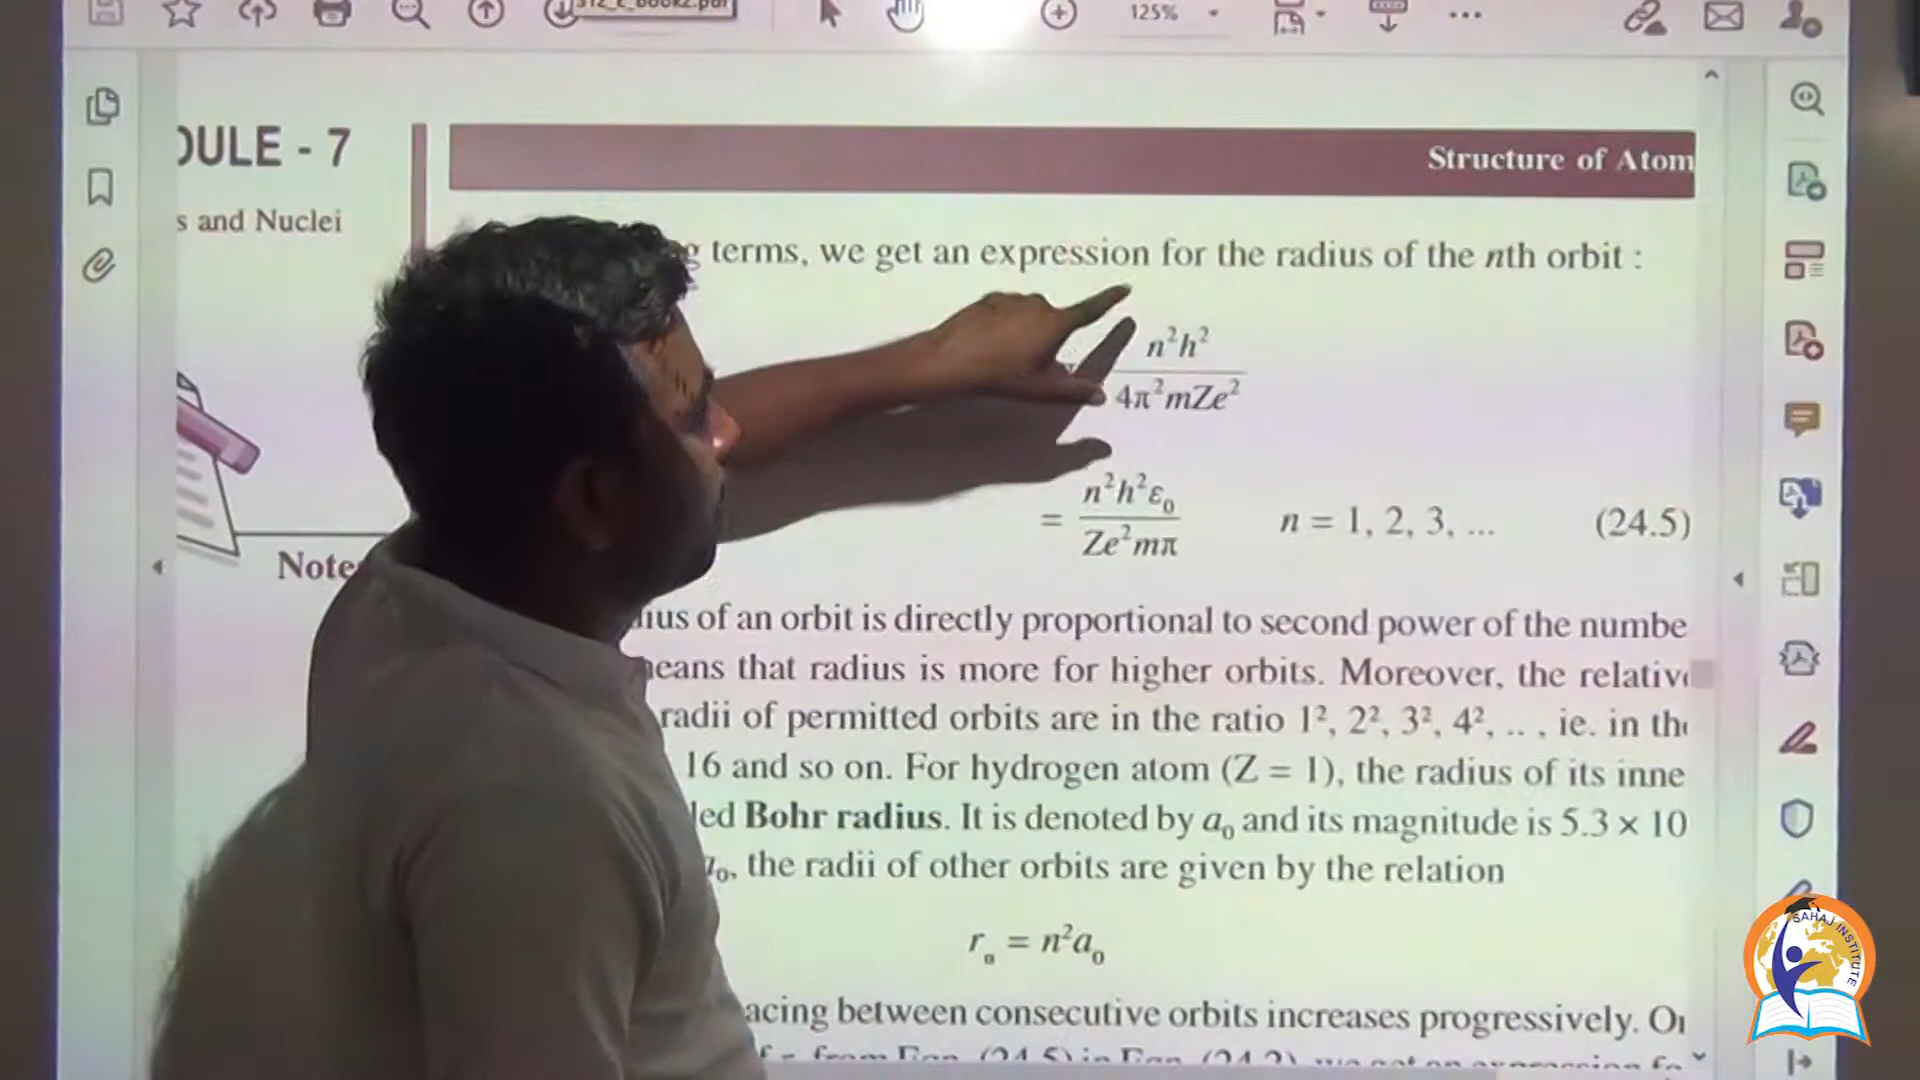 125%
DULE - 7
Structure of Atom
s and Nuclei
g terms, we get an expression for the radius of the nth orbit :
n²h²
4π²mZe²
= n²h²ε₀ / Ze²mπ n = 1, 2, 3, ... (24.5)
Note
ius of an orbit is directly proportional to second power of the numbe
eans that radius is more for higher orbits. Moreover, the relativ
radii of permitted orbits are in the ratio 1², 2², 3², 4², .. , ie. in th
16 and so on. For hydrogen atom (Z = 1), the radius of its inne
led Bohr radius. It is denoted by a₀ and its magnitude is 5.3 × 10
₀, the radii of other orbits are given by the relation
rₙ = n²a₀
acing between consecutive orbits increases progressively. On
SAHAJ INSTITUTE